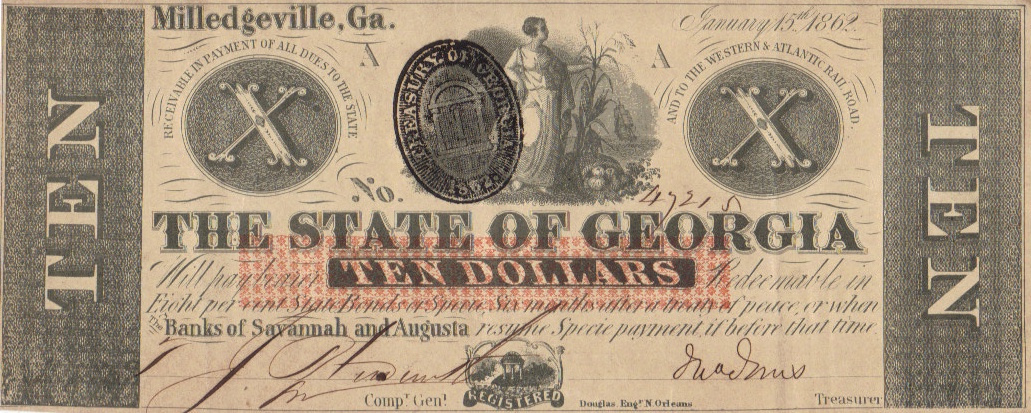 Milledgeville, Ga.
January 15th 1862
A
A
RECEIVABLE IN PAYMENT OF ALL DUES TO THE STATE
X
TREASURY OF GEORGIA
AND TO THE WESTERN & ATLANTIC RAIL ROAD.
X
TEN
TEN
No.
THE STATE OF GEORGIA
Will pay bearer TEN DOLLARS Redeemable in
Eight per cent State Bonds or Specie, Six months after a treaty of peace, or when
the Banks of Savannah and Augusta resume Specie payment if before that time.
REGISTERED
Compt. Genl.
Douglas, Engr. N. Orleans
Treasurer